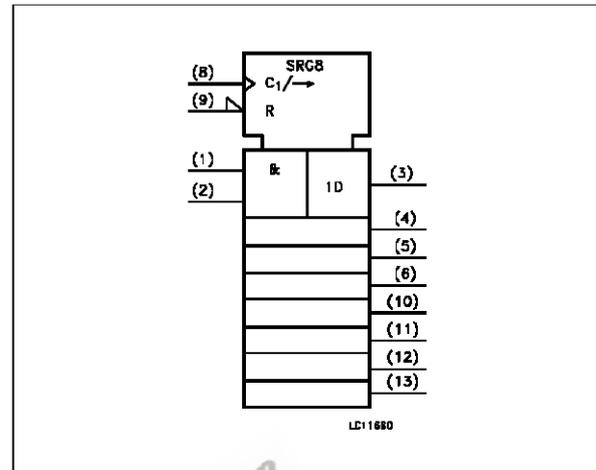 SRG8
(8) C1/→
(9) R
(1) & 1D (3)
(2)
(4)
(5)
(6)
(10)
(11)
(12)
(13)
LC11660